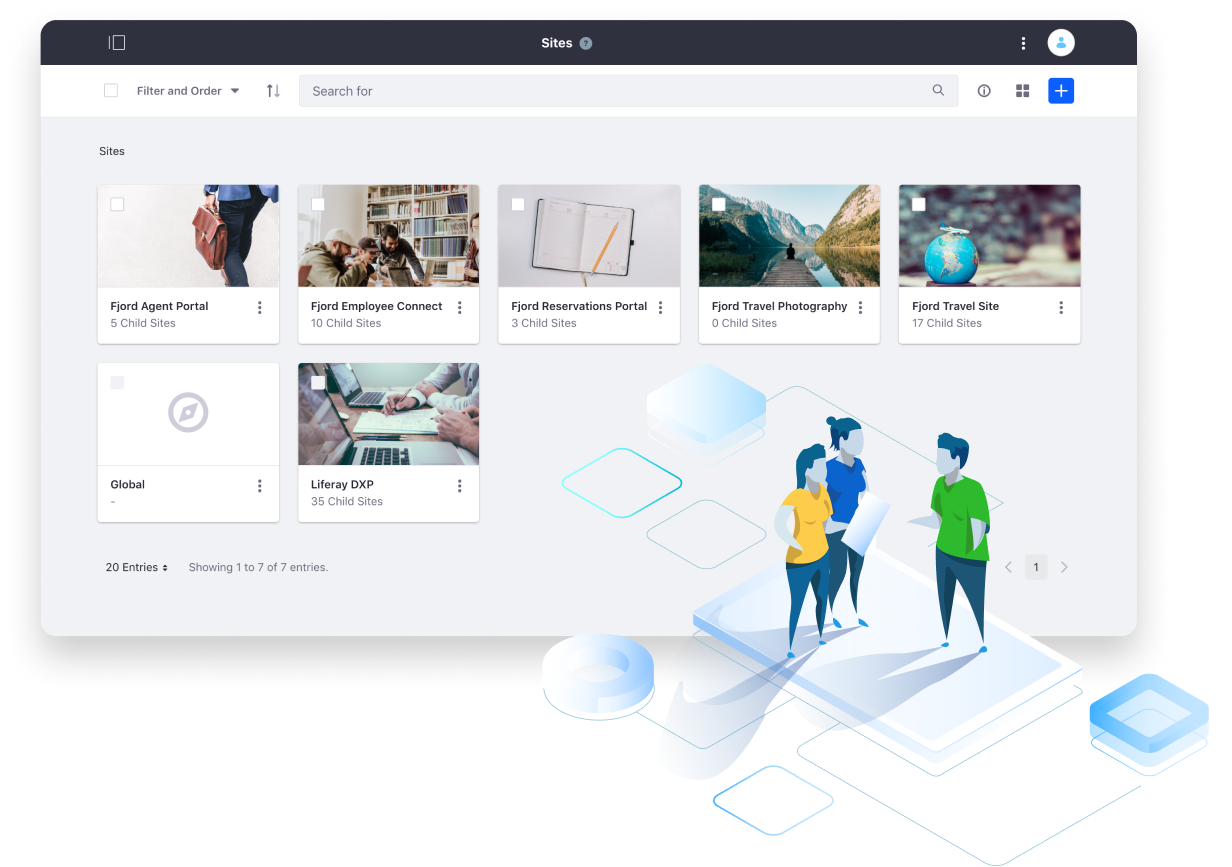 Sites ?
Filter and Order
Search for
Sites
Fjord Agent Portal
5 Child Sites
Fjord Employee Connect
10 Child Sites
Fjord Reservations Portal
3 Child Sites
Fjord Travel Photography
0 Child Sites
Fjord Travel Site
17 Child Sites
Global
-
Liferay DXP
35 Child Sites
20 Entries
Showing 1 to 7 of 7 entries.
1